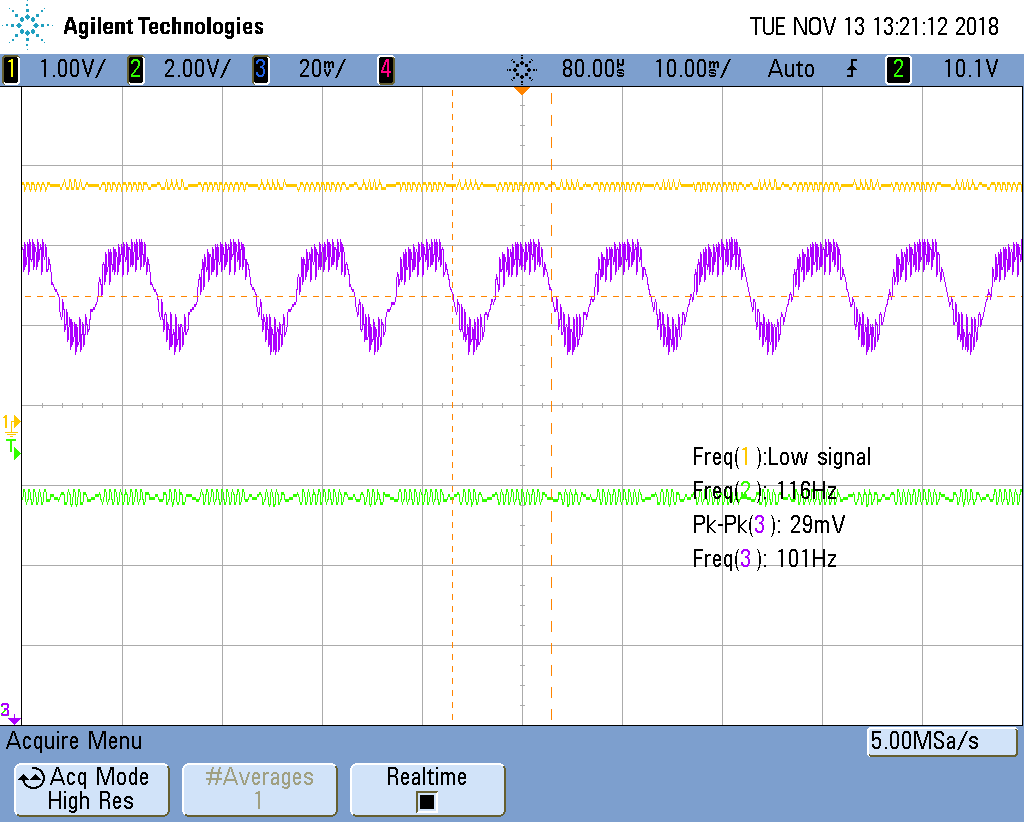 Agilent Technologies TUE NOV 13 13:21:12 2018
1 1.00V/ 2 2.00V/ 3 20mV/ 4 80.00µs 10.00ms/ Auto 2 10.1V
1
T
Freq(1):Low signal
Freq(2): 116Hz
Pk-Pk(3): 29mV
Freq(3): 101Hz
3
Acquire Menu 5.00MSa/s
Acq Mode #Averages Realtime
High Res 1